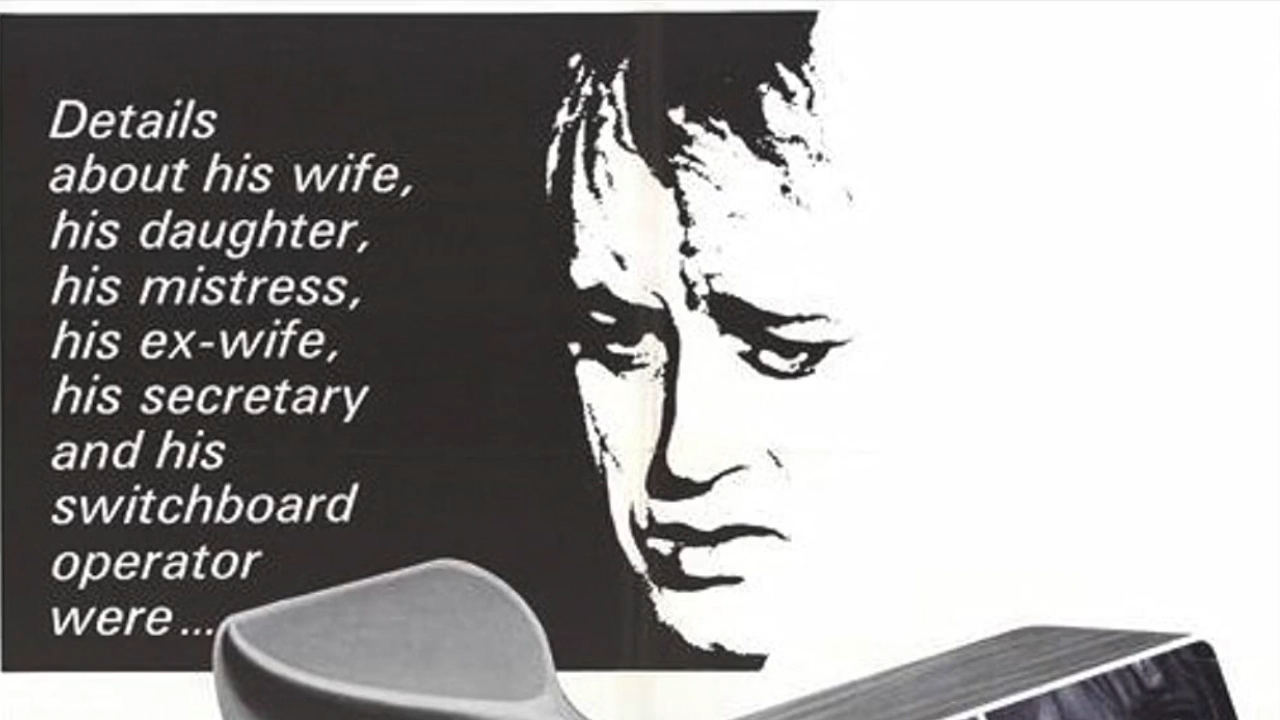 Details
about his wife,
his daughter,
his mistress,
his ex-wife,
his secretary
and his
switchboard
operator
were...